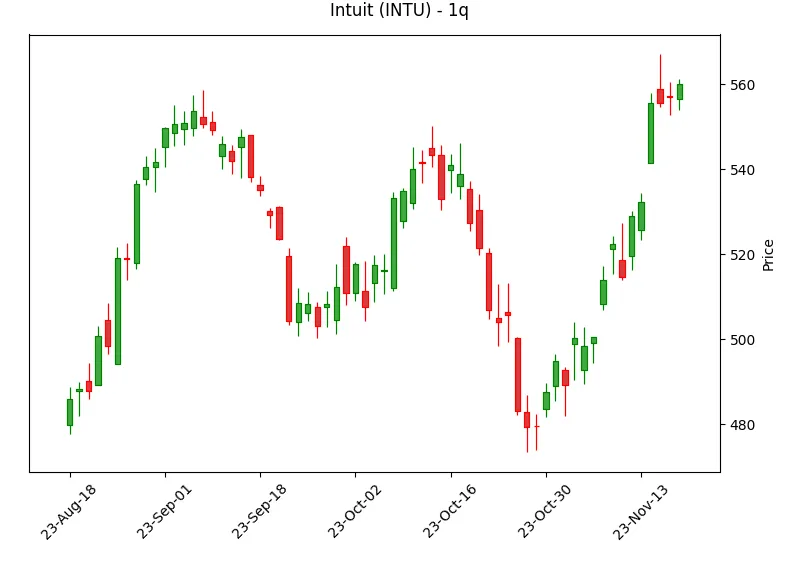 Intuit (INTU) - 1q
560
540
520
500
480
Price
23-Aug-18
23-Sep-01
23-Sep-18
23-Oct-02
23-Oct-16
23-Oct-30
23-Nov-13